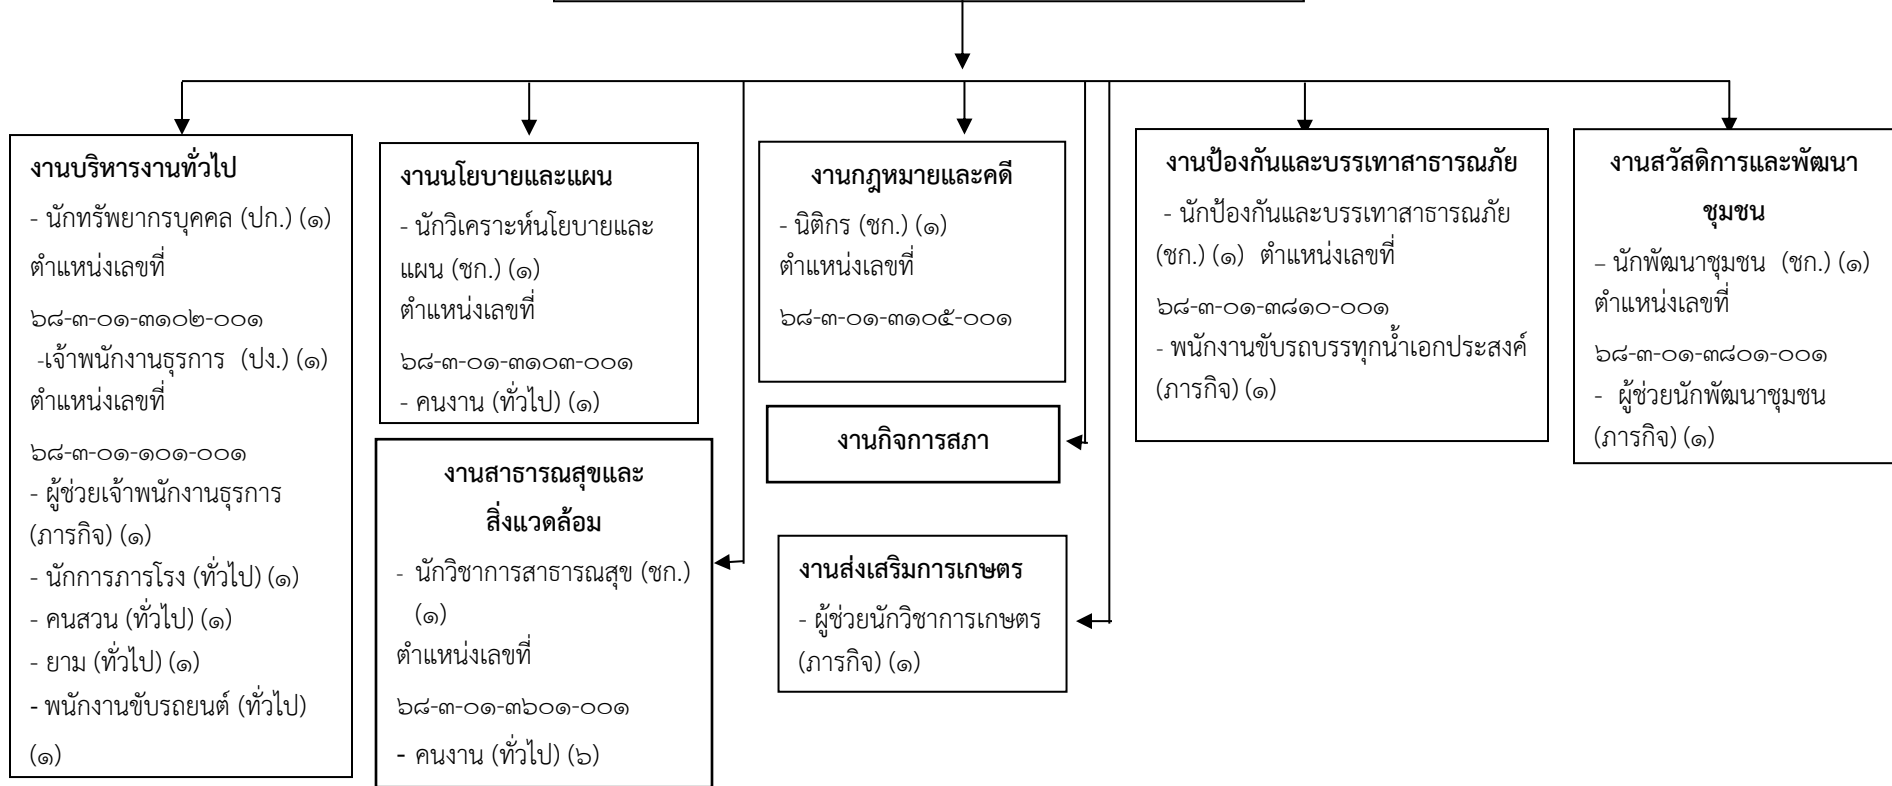 งานบริหารงานทั่วไป
- นักทรัพยากรบุคคล (ปก.) (๑)
ตำแหน่งเลขที่
๖๘-๓-๐๑-๓๑๐๒-๐๐๑
-เจ้าพนักงานธุรการ (ปง.) (๑)
ตำแหน่งเลขที่
๖๘-๓-๐๑-๑๐๑-๐๐๑
- ผู้ช่วยเจ้าพนักงานธุรการ
(ภารกิจ) (๑)
- นักการภารโรง (ทั่วไป) (๑)
- คนสวน (ทั่วไป) (๑)
- ยาม (ทั่วไป) (๑)
- พนักงานขับรถยนต์ (ทั่วไป)
(๑)
งานนโยบายและแผน
- นักวิเคราะห์นโยบายและ
แผน (ชก.) (๑)
ตำแหน่งเลขที่
๖๘-๓-๐๑-๓๑๐๓-๐๐๑
- คนงาน (ทั่วไป) (๑)
งานสาธารณสุขและ
สิ่งแวดล้อม
- นักวิชาการสาธารณสุข (ชก.)
(๑)
ตำแหน่งเลขที่
๖๘-๓-๐๑-๓๖๐๑-๐๐๑
- คนงาน (ทั่วไป) (๖)
งานกฎหมายและคดี
- นิติกร (ชก.) (๑)
ตำแหน่งเลขที่
๖๘-๓-๐๑-๓๑๐๕-๐๐๑
งานกิจการสภา
งานส่งเสริมการเกษตร
- ผู้ช่วยนักวิชาการเกษตร
(ภารกิจ) (๑)
งานป้องกันและบรรเทาสาธารณภัย
- นักป้องกันและบรรเทาสาธารณภัย
(ชก.) (๑) ตำแหน่งเลขที่
๖๘-๓-๐๑-๓๘๑๐-๐๐๑
- พนักงานขับรถบรรทุกน้ำเอกประสงค์
(ภารกิจ) (๑)
งานสวัสดิการและพัฒนา
ชุมชน
– นักพัฒนาชุมชน (ชก.) (๑)
ตำแหน่งเลขที่
๖๘-๓-๐๑-๓๘๐๑-๐๐๑
- ผู้ช่วยนักพัฒนาชุมชน
(ภารกิจ) (๑)